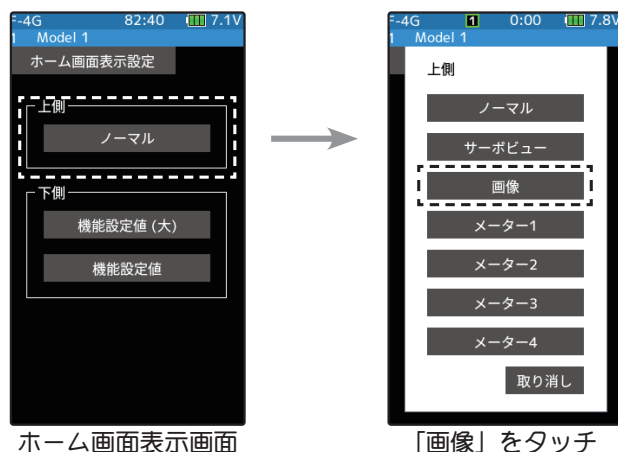 F-4G 82:40 7.1V
1 Model 1
ホーム画面表示設定
上側
ノーマル
下側
機能設定値 (大)
機能設定値
ホーム画面表示画面
F-4G 1 0:00 7.8V
1 Model 1
上側
ノーマル
サーボビュー
画像
メーター1
メーター2
メーター3
メーター4
取り消し
「画像」をタッチ